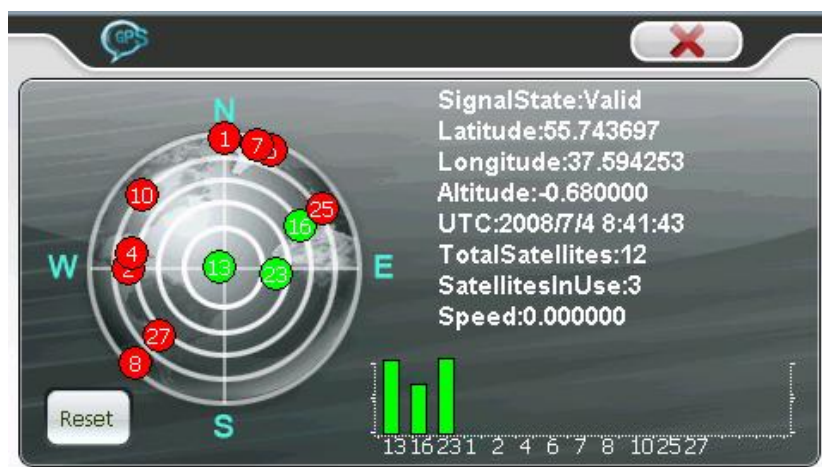 GPS
N
1
7
10
25
16
4
2
W
13
23
E
27
8
S
Reset
SignalState:Valid
Latitude:55.743697
Longitude:37.594253
Altitude:-0.680000
UTC:2008/7/4 8:41:43
TotalSatellites:12
SatellitesInUse:3
Speed:0.000000
13 16 23 1 2 4 6 7 8 10 25 27